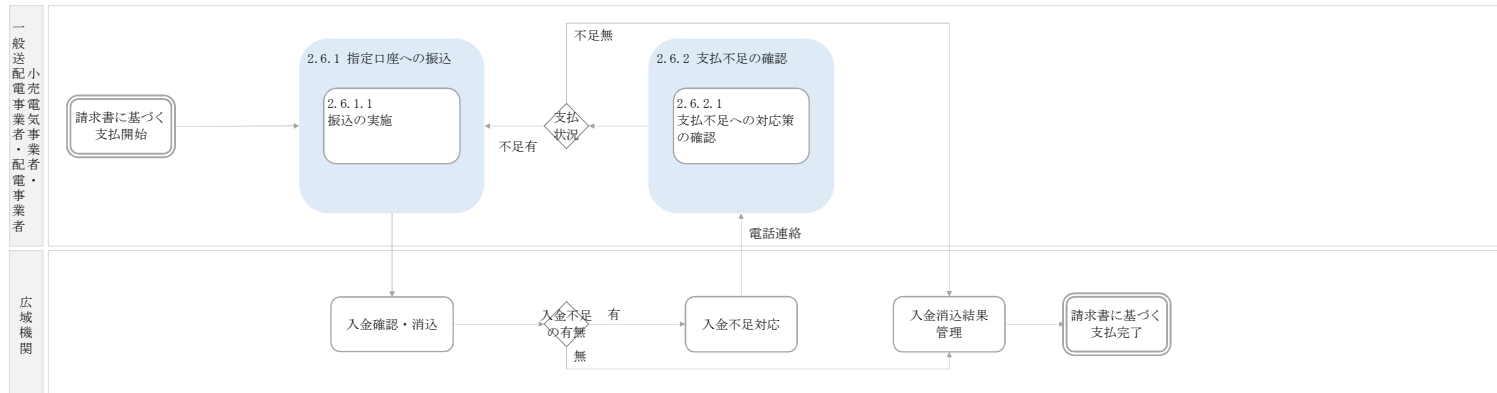 小売電気事業者・
一般送配電事業者・配電事業者
請求書に基づく
支払開始
2.6.1 指定口座への振込
2.6.1.1
振込の実施
不足有
支払
状況
不足無
2.6.2 支払不足の確認
2.6.2.1
支払不足への対応策
の確認
電話連絡
広域機関
入金確認・消込
入金不足
の有無
有
無
入金不足対応
入金消込結果
管理
請求書に基づく
支払完了